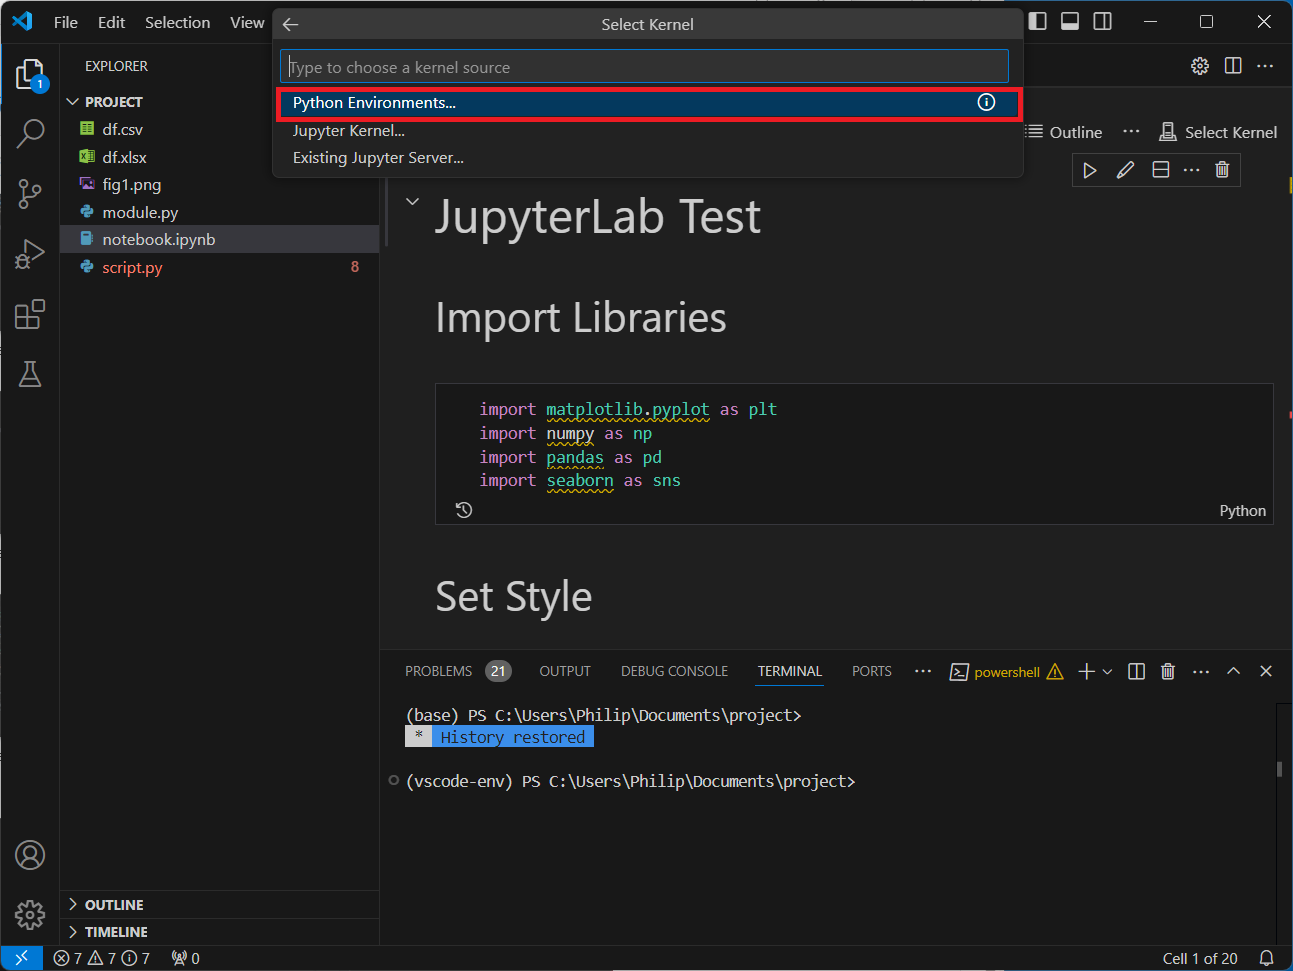 File Edit Selection View
Select Kernel
Type to choose a kernel source
Python Environments...
Jupyter Kernel...
Existing Jupyter Server...
1
EXPLORER
PROJECT
df.csv
df.xlsx
fig1.png
module.py
notebook.ipynb
script.py 8
Outline ··· Select Kernel
JupyterLab Test
Import Libraries
import matplotlib.pyplot as plt
import numpy as np
import pandas as pd
import seaborn as sns
Python
Set Style
PROBLEMS 21 OUTPUT DEBUG CONSOLE TERMINAL PORTS ··· powershell
(base) PS C:\Users\Philip\Documents\project>
* History restored
(vscode-env) PS C:\Users\Philip\Documents\project>
OUTLINE
TIMELINE
7 7 7 0 Cell 1 of 20